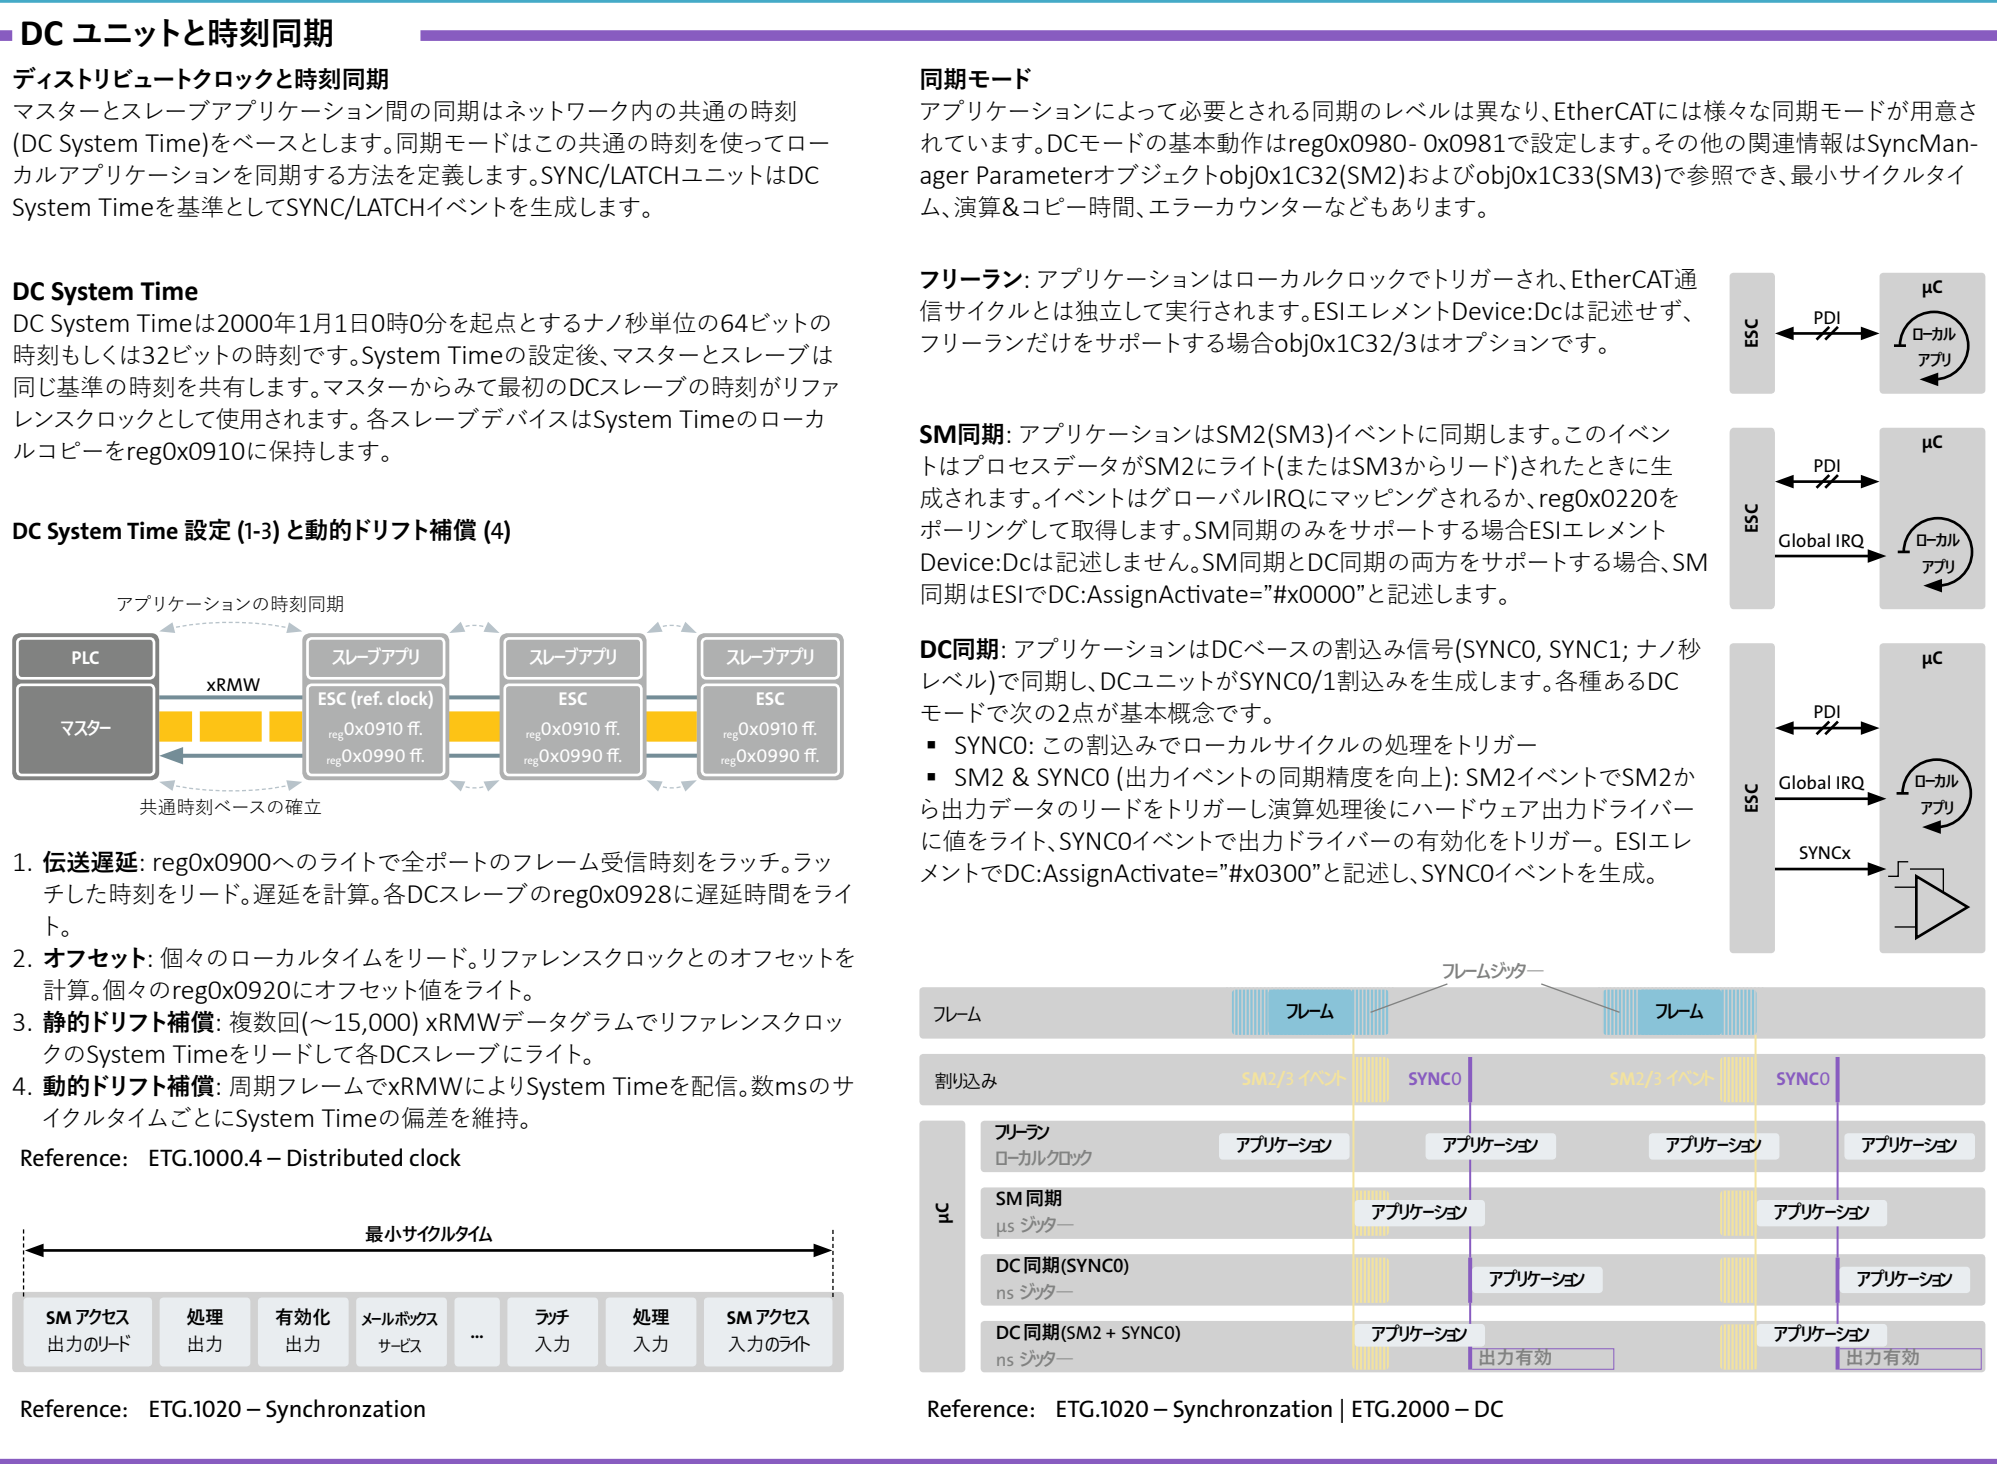 DC ユニットと時刻同期
ディストリビュートクロックと時刻同期
マスターとスレーブアプリケーション間の同期はネットワーク内の共通の時刻
(DC System Time)をベースとします。同期モードはこの共通の時刻を使ってロー
カルアプリケーションを同期する方法を定義します。SYNC/LATCHユニットはDC
System Timeを基準としてSYNC/LATCHイベントを生成します。
DC System Time
DC System Timeは2000年1月1日0時0分を起点とするナノ秒単位の64ビットの
時刻もしくは32ビットの時刻です。System Timeの設定後、マスターとスレーブは
同じ基準の時刻を共有します。マスターからみて最初のDCスレーブの時刻がリファ
レンスクロックとして使用されます。各スレーブデバイスはSystem Timeのローカ
ルコピーをreg0x0910に保持します。
DC System Time 設定 (1-3) と動的ドリフト補償 (4)
アプリケーションの時刻同期
PLC
スレーブアプリ
スレーブアプリ
スレーブアプリ
xRMW
マスター
ESC (ref. clock)
reg0x0910 ff.
reg0x0990 ff.
ESC
reg0x0910 ff.
reg0x0990 ff.
ESC
reg0x0910 ff.
reg0x0990 ff.
共通時刻ベースの確立
1. 伝送遅延: reg0x0900へのライトで全ポートのフレーム受信時刻をラッチ。ラッ
チした時刻をリード。遅延を計算。各DCスレーブのreg0x0928に遅延時間をライ
ト。
2. オフセット: 個々のローカルタイムをリード。リファレンスクロックとのオフセットを
計算。個々のreg0x0920にオフセット値をライト。
3. 静的ドリフト補償: 複数回(～15,000) xRMWデータグラムでリファレンスクロッ
クのSystem Timeをリードして各DCスレーブにライト。
4. 動的ドリフト補償: 周期フレームでxRMWによりSystem Timeを配信。数msのサ
イクルタイムごとにSystem Timeの偏差を維持。
Reference: ETG.1000.4 – Distributed clock
最小サイクルタイム
SM アクセス
出力のリード
処理
出力
有効化
出力
メールボックス
サービス
...
ラッチ
入力
処理
入力
SM アクセス
入力のライト
Reference: ETG.1020 – Synchronzation
同期モード
アプリケーションによって必要とされる同期のレベルは異なり、EtherCATには様々な同期モードが用意さ
れています。DCモードの基本動作はreg0x0980- 0x0981で設定します。その他の関連情報はSyncMan-
ager Parameterオブジェクトobj0x1C32(SM2)およびobj0x1C33(SM3)で参照でき、最小サイクルタイ
ム、演算&コピー時間、エラーカウンターなどもあります。
フリーラン: アプリケーションはローカルクロックでトリガーされ、EtherCAT通
信サイクルとは独立して実行されます。ESIエレメントDevice:Dcは記述せず、
フリーランだけをサポートする場合obj0x1C32/3はオプションです。
ESC
PDI
µC
ローカル
アプリ
SM同期: アプリケーションはSM2(SM3)イベントに同期します。このイベン
トはプロセスデータがSM2にライト(またはSM3からリード)されたときに生
成されます。イベントはグローバルIRQにマッピングされるか、reg0x0220を
ポーリングして取得します。SM同期のみをサポートする場合ESIエレメント
Device:Dcは記述しません。SM同期とDC同期の両方をサポートする場合、SM
同期はESIでDC:AssignActivate=”#x0000”と記述します。
ESC
PDI
Global IRQ
µC
ローカル
アプリ
DC同期: アプリケーションはDCベースの割込み信号(SYNC0, SYNC1; ナノ秒
レベル)で同期し、DCユニットがSYNC0/1割込みを生成します。各種あるDC
モードで次の2点が基本概念です。
▪ SYNC0: この割込みでローカルサイクルの処理をトリガー
▪ SM2 & SYNC0 (出力イベントの同期精度を向上): SM2イベントでSM2か
ら出力データのリードをトリガーし演算処理後にハードウェア出力ドライバー
に値をライト、SYNC0イベントで出力ドライバーの有効化をトリガー。ESIエレ
メントでDC:AssignActivate=”#x0300”と記述し、SYNC0イベントを生成。
ESC
PDI
Global IRQ
SYNCx
µC
ローカル
アプリ
フレームジッター
フレーム
フレーム
フレーム
割り込み
SM2/3 イベント
SYNC0
SM2/3 イベント
SYNC0
µC
フリーラン
ローカルクロック
アプリケーション
アプリケーション
アプリケーション
アプリケーション
SM 同期
µs ジッター
アプリケーション
アプリケーション
DC 同期(SYNC0)
ns ジッター
アプリケーション
アプリケーション
DC 同期(SM2 + SYNC0)
ns ジッター
アプリケーション
出力有効
アプリケーション
出力有効
Reference: ETG.1020 – Synchronzation | ETG.2000 – DC